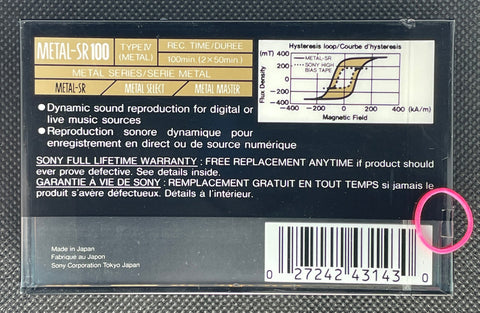 METAL-SR100
TYPE IV
(METAL)
REC. TIME/DUREE
100min. (2×50min.)
METAL SERIES/SERIE METAL
METAL-SR
METAL SELECT
METAL MASTER
Hysteresis loop/Courbe d'hysteresis
(mT)
400
200
0
-200
-400
Flux Density
METAL-SR
SONY HIGH
BIAS TAPE
-400 -200 0 200 400 (kA/m)
Magnetic Field
●Dynamic sound reproduction for digital or
live music sources
●Reproduction sonore dynamique pour
enregistrement en direct ou de source numérique
SONY FULL LIFETIME WARRANTY : FREE REPLACEMENT ANYTIME if product should
ever prove defective. See details inside.
GARANTIE À VIE DE SONY : REMPLACEMENT GRATUIT EN TOUT TEMPS si jamais le
produit s'avère défectueux. Détails à l'intérieur.
Made in Japan
Fabriqué au Japon
Sony Corporation Tokyo Japan
0 27242 43143 0